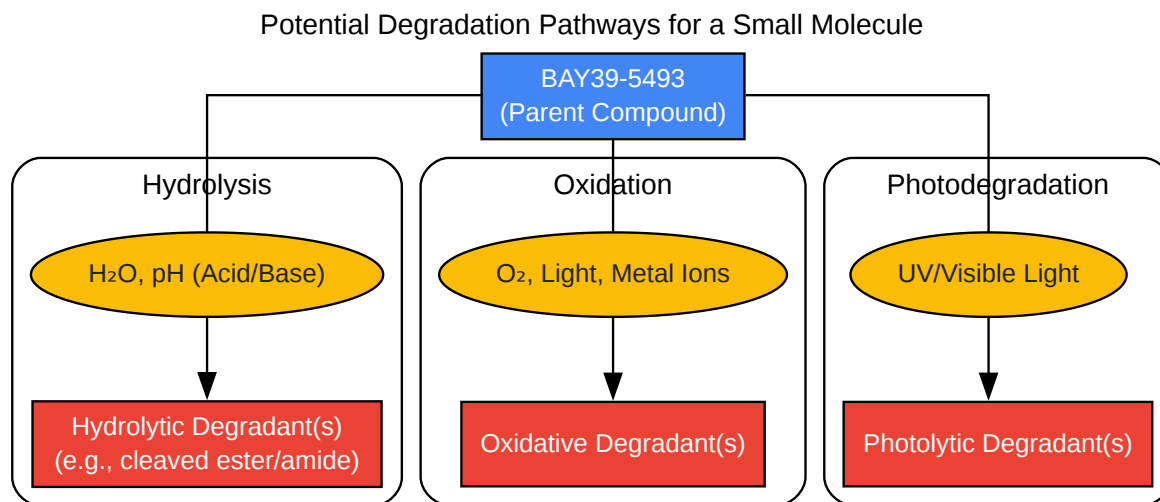 Potential Degradation Pathways for a Small Molecule
BAY39-5493
(Parent Compound)
Hydrolysis
Oxidation
Photodegradation
H₂O, pH (Acid/Base)
O₂, Light, Metal Ions
UV/Visible Light
Hydrolytic Degradant(s)
(e.g., cleaved ester/amide)
Oxidative Degradant(s)
Photolytic Degradant(s)